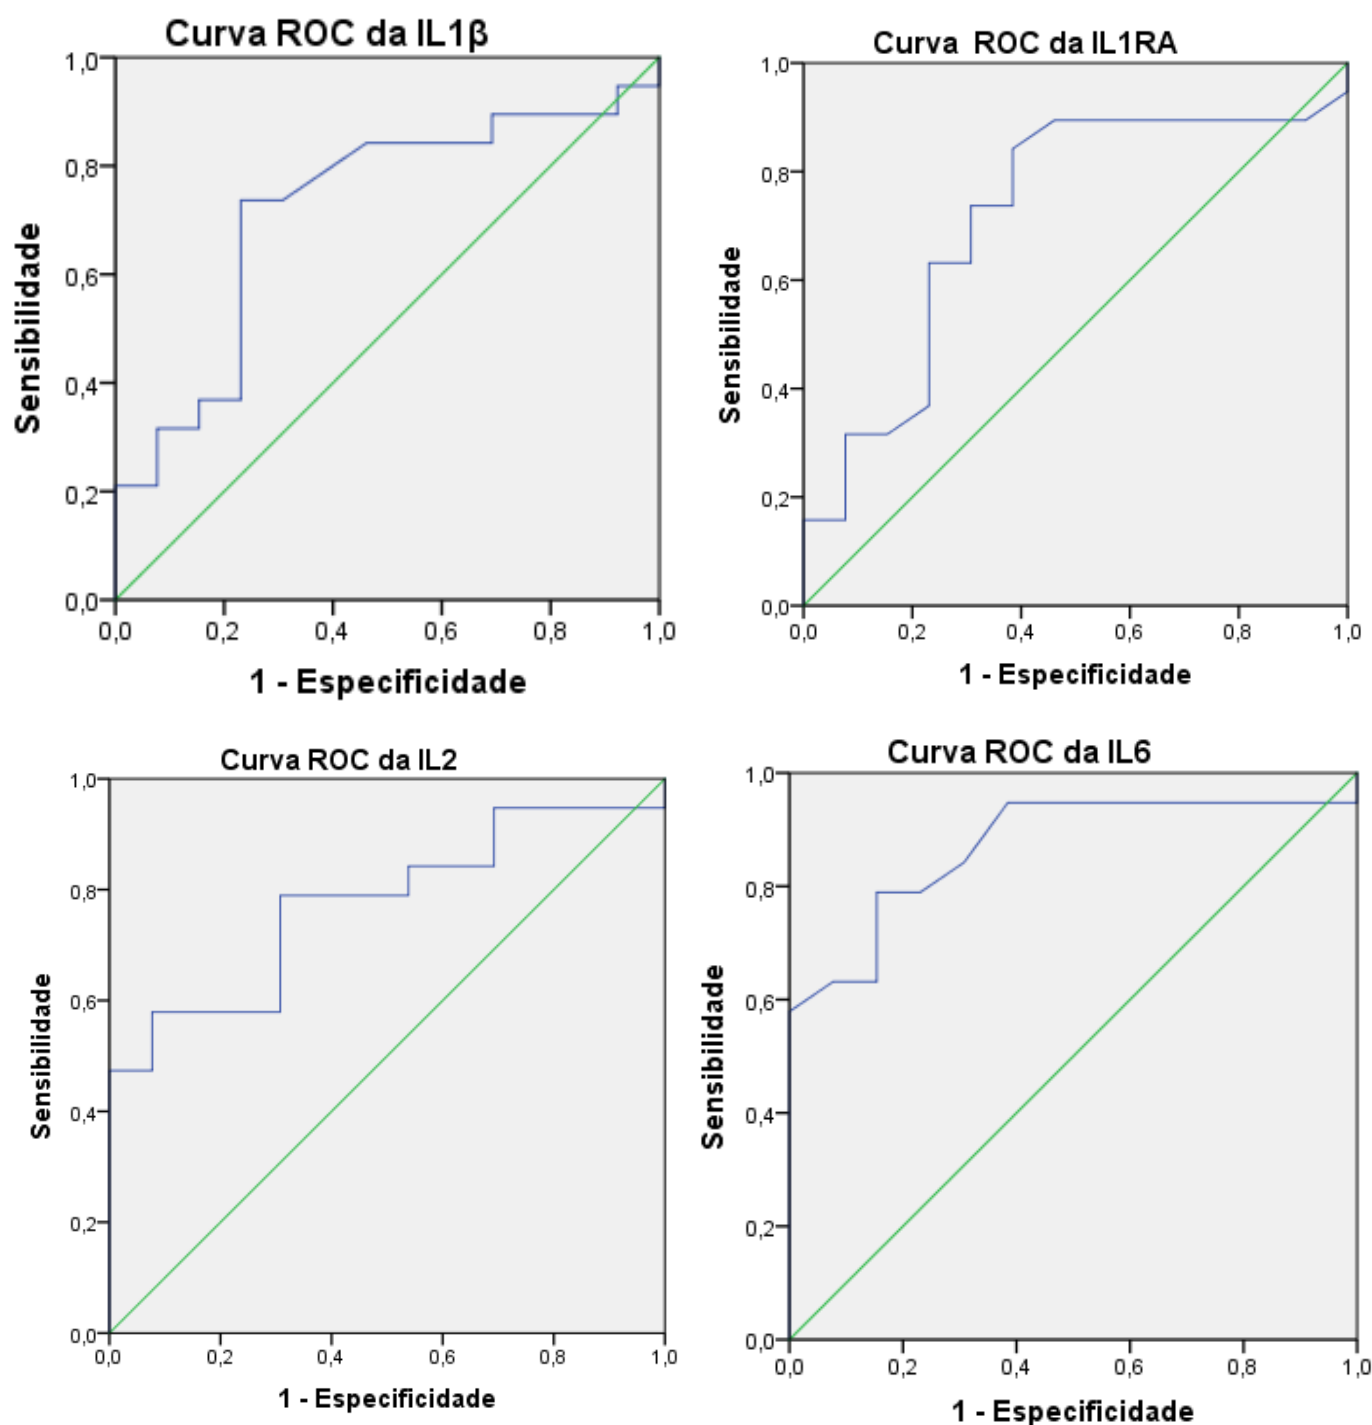 Curva ROC da IL1β
1,0
0,8
0,6
0,4
0,2
0,0
Sensibilidade
0,0 0,2 0,4 0,6 0,8 1,0
1 - Especificidade
Curva ROC da IL1RA
1,0
0,8
0,6
0,4
0,2
0,0
Sensibilidade
0,0 0,2 0,4 0,6 0,8 1,0
1 - Especificidade
Curva ROC da IL2
1,0
0,8
0,6
0,4
0,2
0,0
Sensibilidade
0,0 0,2 0,4 0,6 0,8 1,0
1 - Especificidade
Curva ROC da IL6
1,0
0,8
0,6
0,4
0,2
0,0
Sensibilidade
0,0 0,2 0,4 0,6 0,8 1,0
1 - Especificidade